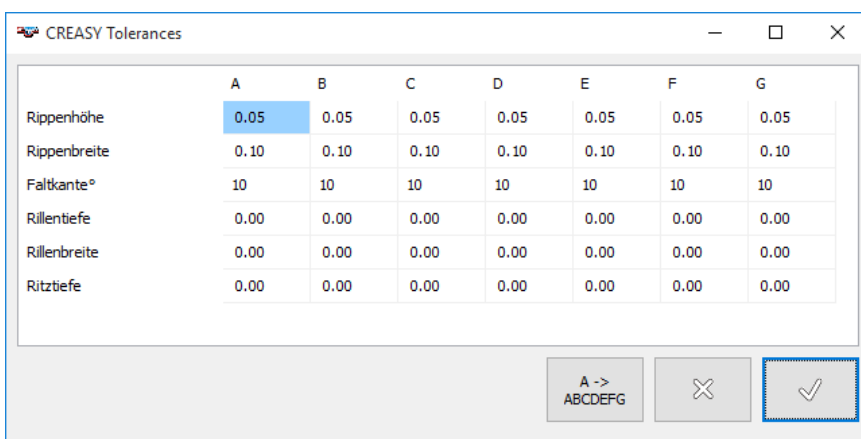 CREASY Tolerances
A B C D E F G
Rippenhöhe 0.05 0.05 0.05 0.05 0.05 0.05 0.05
Rippenbreite 0.10 0.10 0.10 0.10 0.10 0.10 0.10
Faltkante° 10 10 10 10 10 10 10
Rillentiefe 0.00 0.00 0.00 0.00 0.00 0.00 0.00
Rillenbreite 0.00 0.00 0.00 0.00 0.00 0.00 0.00
Ritztiefe 0.00 0.00 0.00 0.00 0.00 0.00 0.00
A ->
ABCDEFG